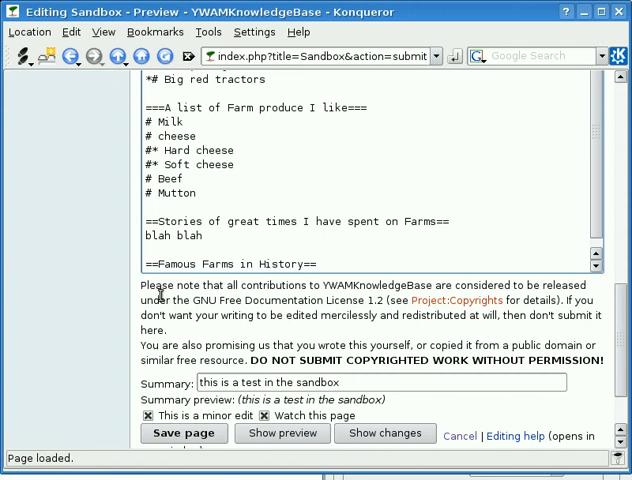 Editing Sandbox - Preview - YWAMKnowledgeBase - Konqueror
Location Edit View Bookmarks Tools Settings Help
index.php?title=Sandbox&action=submit Google Search
*# Big red tractors
===A list of Farm produce I like===
# Milk
# cheese
#* Hard cheese
#* Soft cheese
# Beef
# Mutton
==Stories of great times I have spent on Farms==
blah blah
==Famous Farms in History==
Please note that all contributions to YWAMKnowledgeBase are considered to be released
under the GNU Free Documentation License 1.2 (see Project:Copyrights for details). If you
don't want your writing to be edited mercilessly and redistributed at will, then don't submit it
here.
You are also promising us that you wrote this yourself, or copied it from a public domain or
similar free resource. DO NOT SUBMIT COPYRIGHTED WORK WITHOUT PERMISSION!
Summary: this is a test in the sandbox
Summary preview: (this is a test in the sandbox)
This is a minor edit Watch this page
Save page Show preview Show changes Cancel | Editing help (opens in
Page loaded.